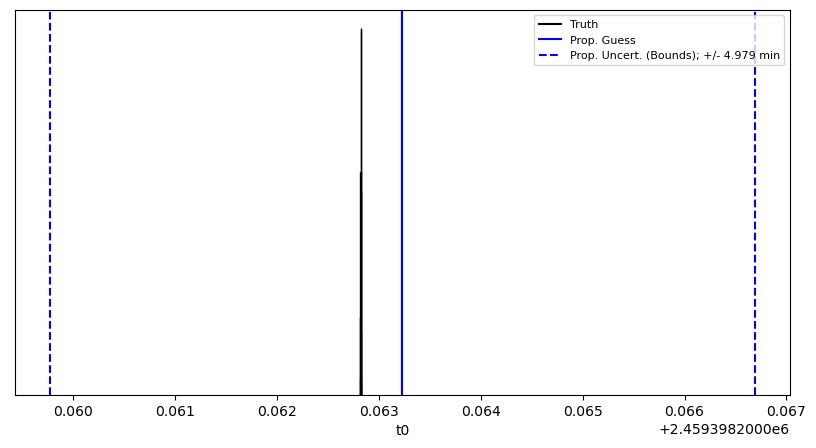 Truth
Prop. Guess
Prop. Uncert. (Bounds); +/- 4.979 min
0.060 0.061 0.062 0.063 0.064 0.065 0.066 0.067
t0
+2.4593982000e6